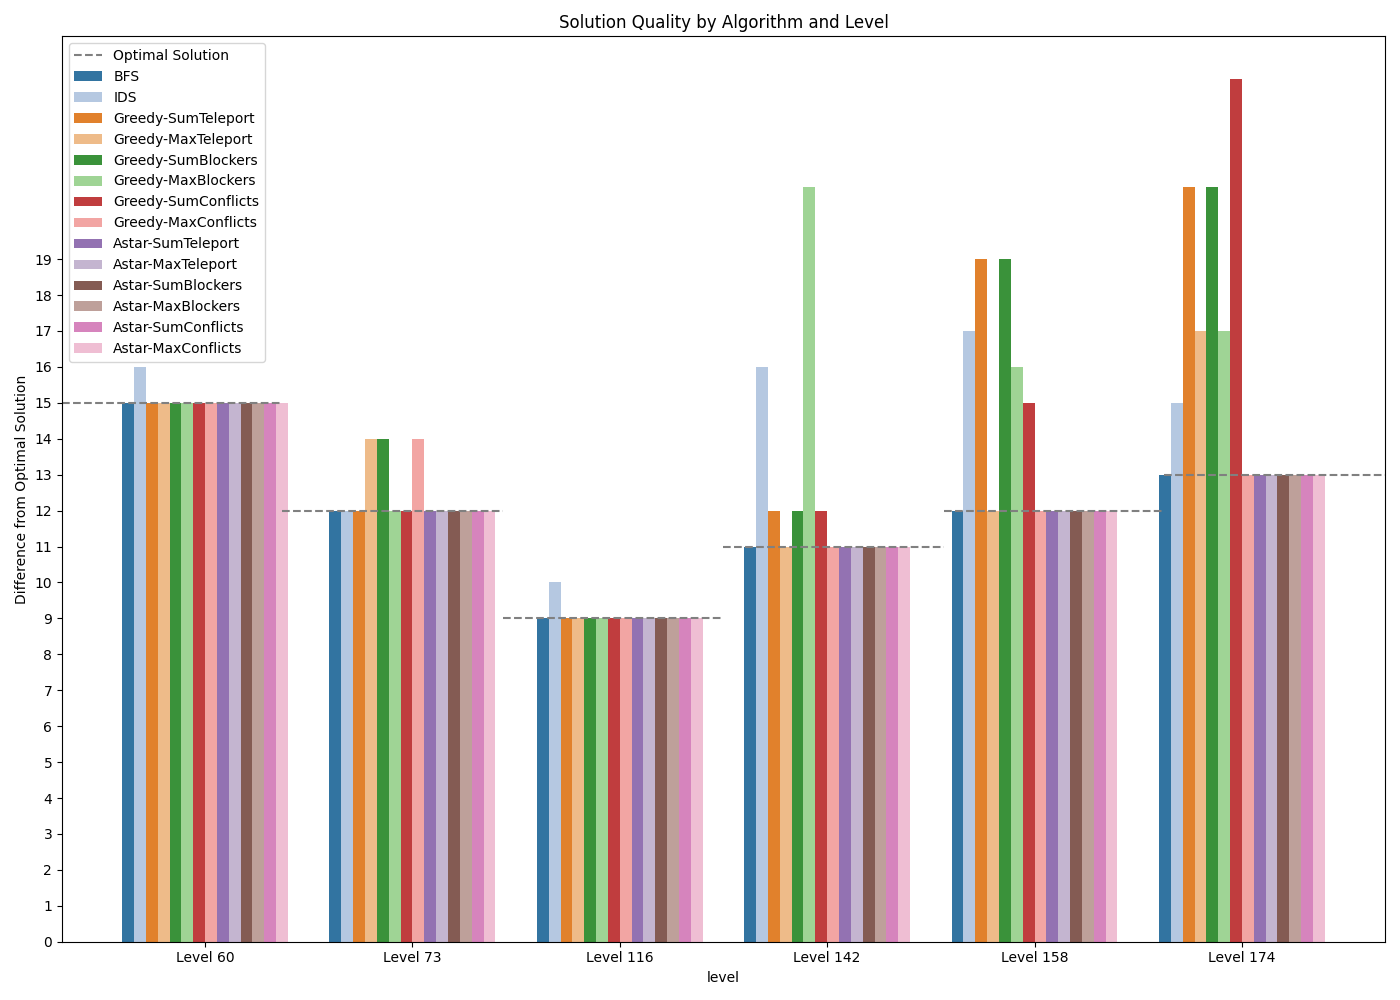 Solution Quality by Algorithm and Level
Optimal Solution
BFS
IDS
Greedy-SumTeleport
Greedy-MaxTeleport
Greedy-SumBlockers
Greedy-MaxBlockers
Greedy-SumConflicts
Greedy-MaxConflicts
Astar-SumTeleport
Astar-MaxTeleport
Astar-SumBlockers
Astar-MaxBlockers
Astar-SumConflicts
Astar-MaxConflicts
Difference from Optimal Solution
19
18
17
16
15
14
13
12
11
10
9
8
7
6
5
4
3
2
1
0
Level 60
Level 73
Level 116
Level 142
Level 158
Level 174
level